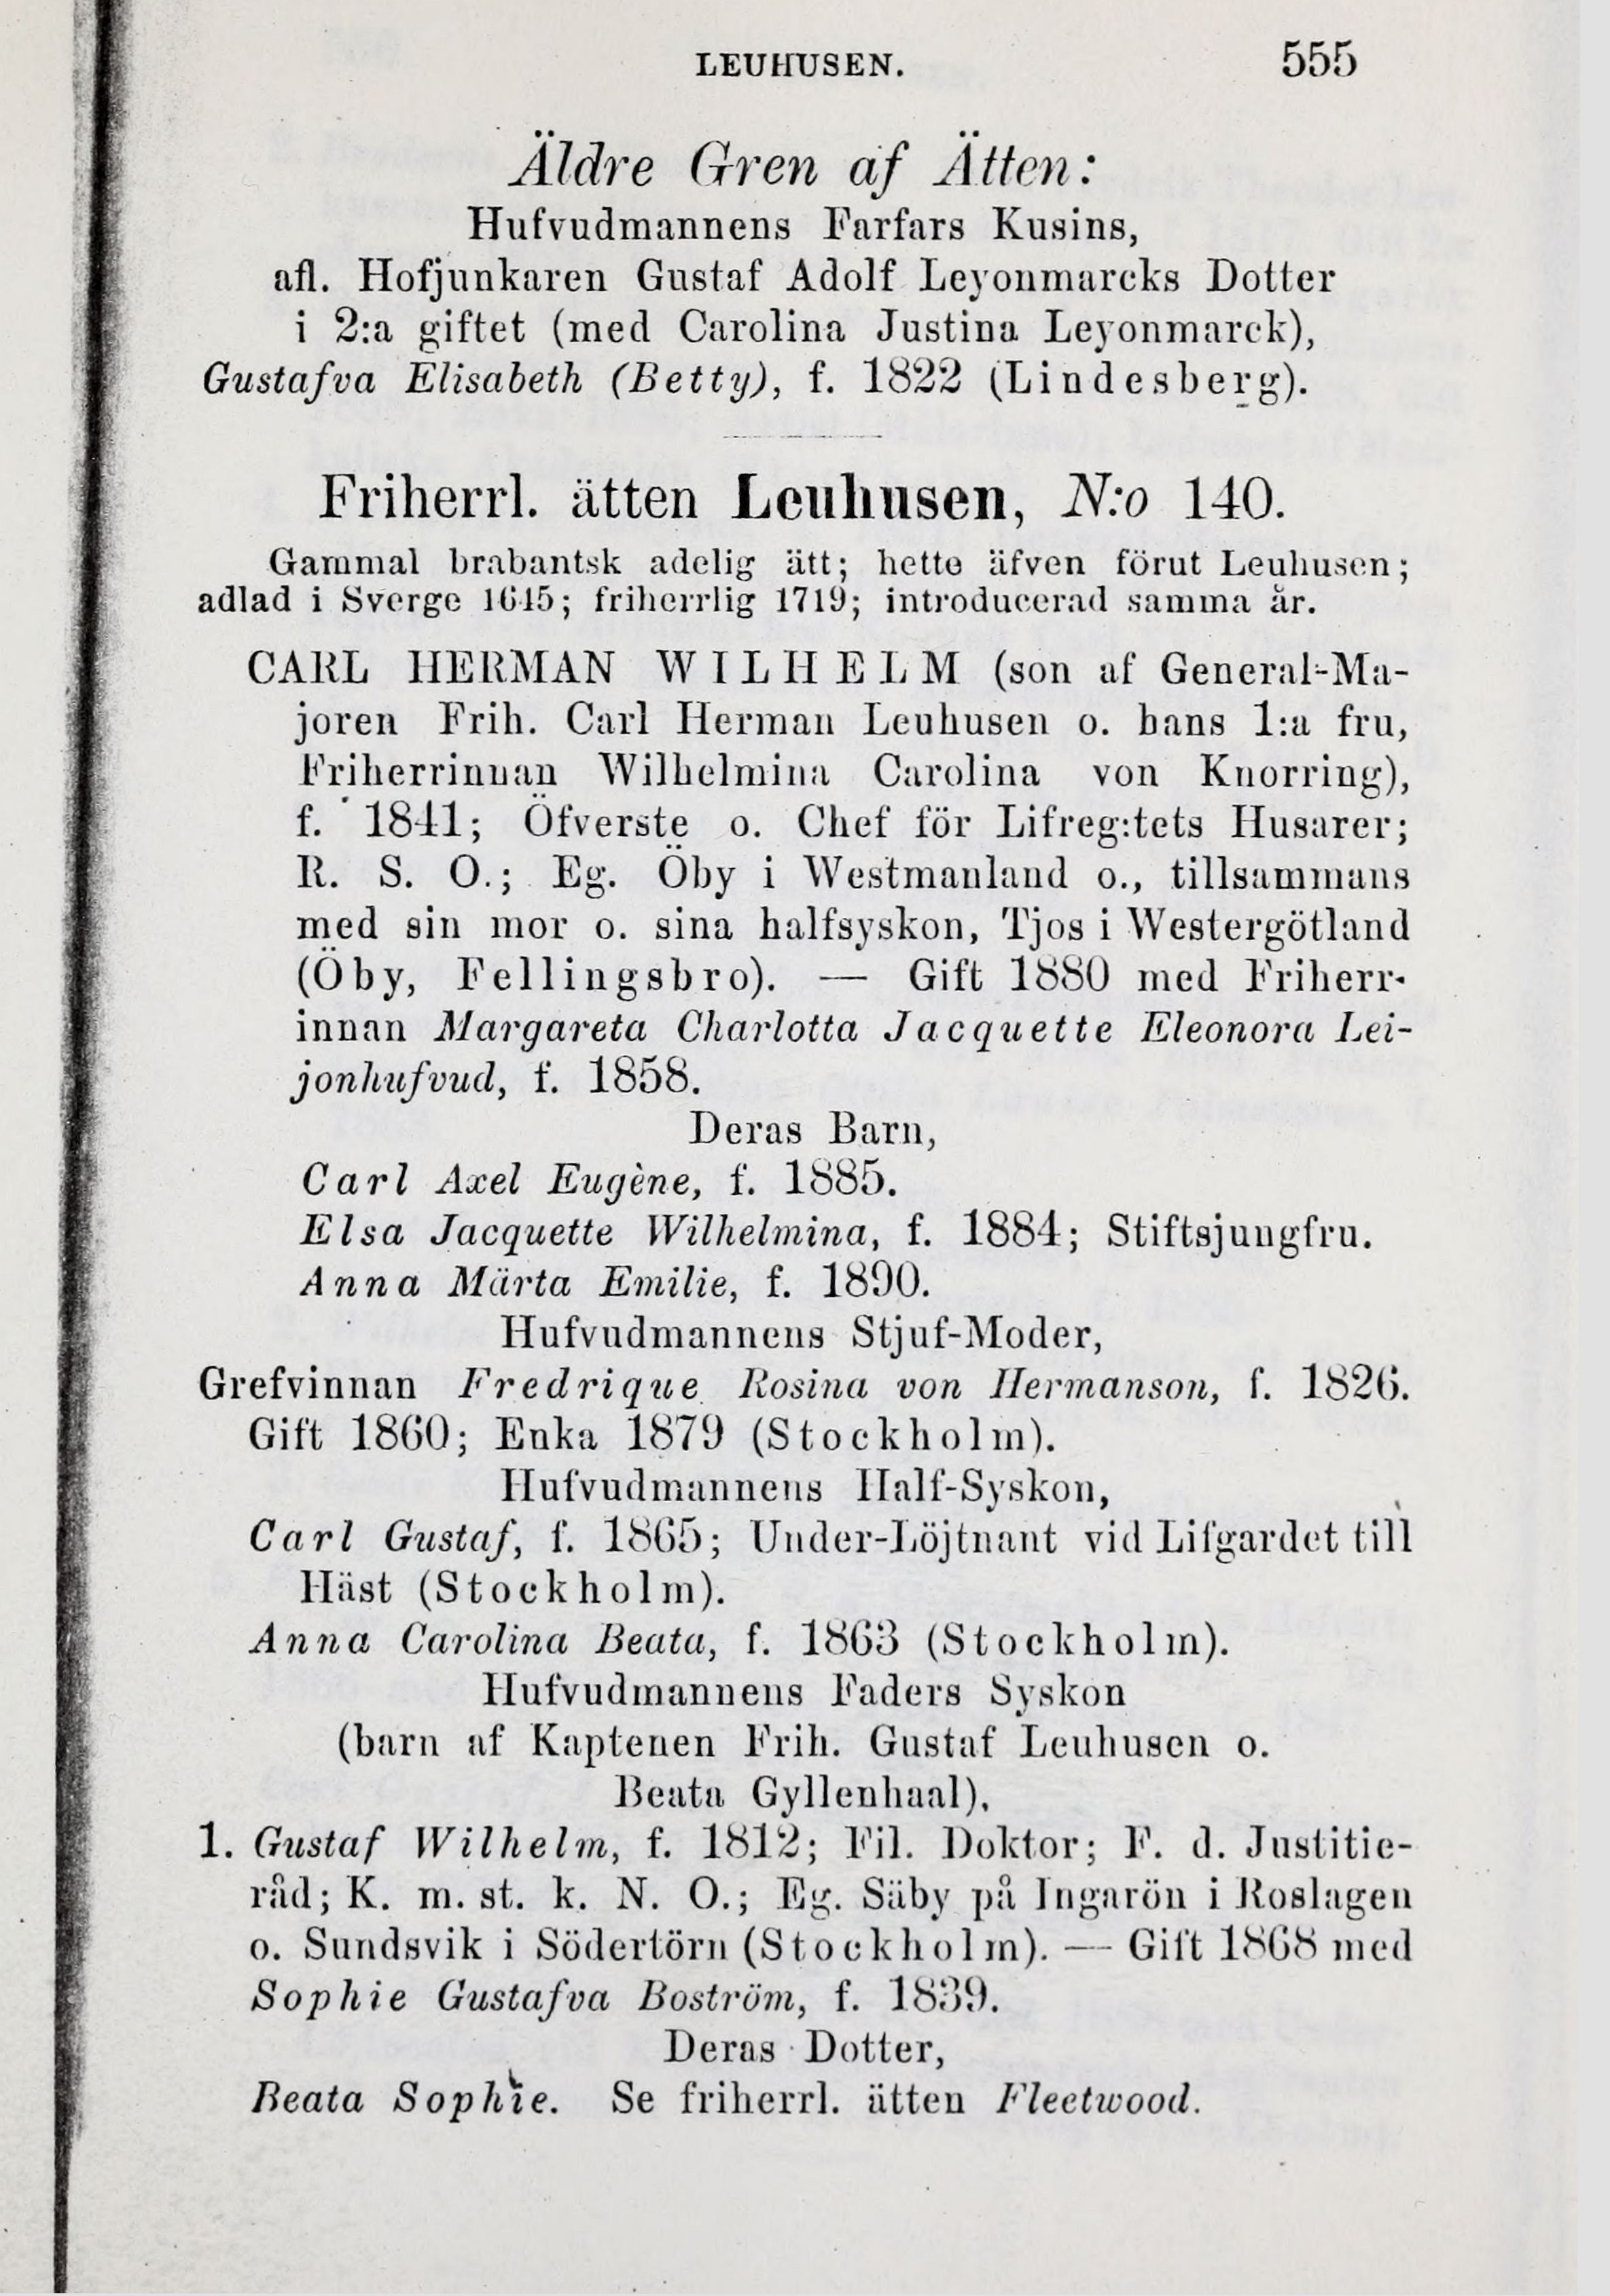 LEUHUSEN. 555
Äldre Gren af Ätten:
Hufvudmannens Farfars Kusins,
afl. Hofjunkaren Gustaf Adolf Leyonmarcks Dotter
i 2:a giftet (med Carolina Justina Leyonmarck),
Gustafva Elisabeth (Betty), f. 1822 (Lindesberg).
Friherrl. ätten Leuhusen, N:o 140.
Gammal brabantsk adelig ätt; hette äfven förut Leuhusen;
adlad i Sverge 1645; friherrlig 1719; introducerad samma år.
CARL HERMAN WILHELM (son af General-Ma-
joren Frih. Carl Herman Leuhusen o. hans 1:a fru,
Friherrinnan Wilhelmina Carolina von Knorring),
f. 1841; Öfverste o. Chef för Lifreg:tets Husarer;
R. S. O.; Eg. Öby i Westmanland o., tillsammans
med sin mor o. sina halfsyskon, Tjos i Westergötland
(Öby, Fellingsbro). — Gift 1880 med Friherr-
innan Margareta Charlotta Jacquette Eleonora Lei-
jonhufvud, f. 1858.
Deras Barn,
Carl Axel Eugène, f. 1885.
Elsa Jacquette Wilhelmina, f. 1884; Stiftsjungfru.
Anna Märta Emilie, f. 1890.
Hufvudmannens Stjuf-Moder,
Grefvinnan Fredrique Rosina von Hermanson, f. 1826.
Gift 1860; Enka 1879 (Stockholm).
Hufvudmannens Half-Syskon,
Carl Gustaf, f. 1865; Under-Löjtnant vid Lifgardet till
Häst (Stockholm).
Anna Carolina Beata, f. 1863 (Stockholm).
Hufvudmannens Faders Syskon
(barn af Kaptenen Frih. Gustaf Leuhusen o.
Beata Gyllenhaal),
1. Gustaf Wilhelm, f. 1812; Fil. Doktor; F. d. Justitie-
råd; K. m. st. k. N. O.; Eg. Säby på Ingarön i Roslagen
o. Sundsvik i Södertörn (Stockholm). — Gift 1868 med
Sophie Gustafva Boström, f. 1839.
Deras Dotter,
Beata Sophie. Se friherrl. ätten Fleetwood.